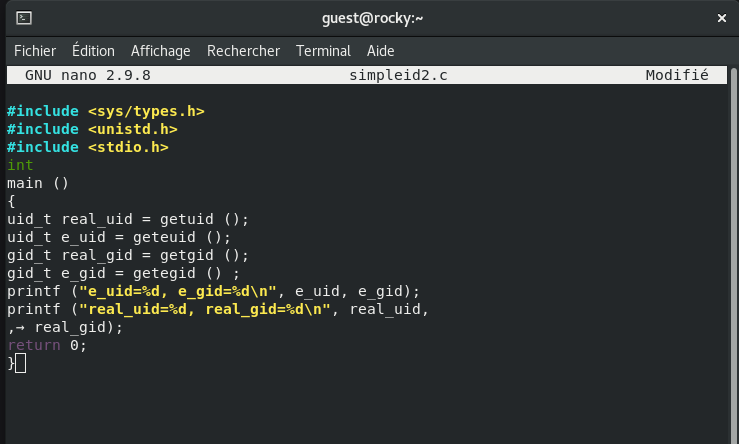 guest@rocky:~
Fichier Édition Affichage Rechercher Terminal Aide
GNU nano 2.9.8 simpleid2.c Modifié
#include <sys/types.h>
#include <unistd.h>
#include <stdio.h>
int
main ()
{
uid_t real_uid = getuid ();
uid_t e_uid = geteuid ();
gid_t real_gid = getgid ();
gid_t e_gid = getegid () ;
printf ("e_uid=%d, e_gid=%d\n", e_uid, e_gid);
printf ("real_uid=%d, real_gid=%d\n", real_uid,
,→ real_gid);
return 0;
}